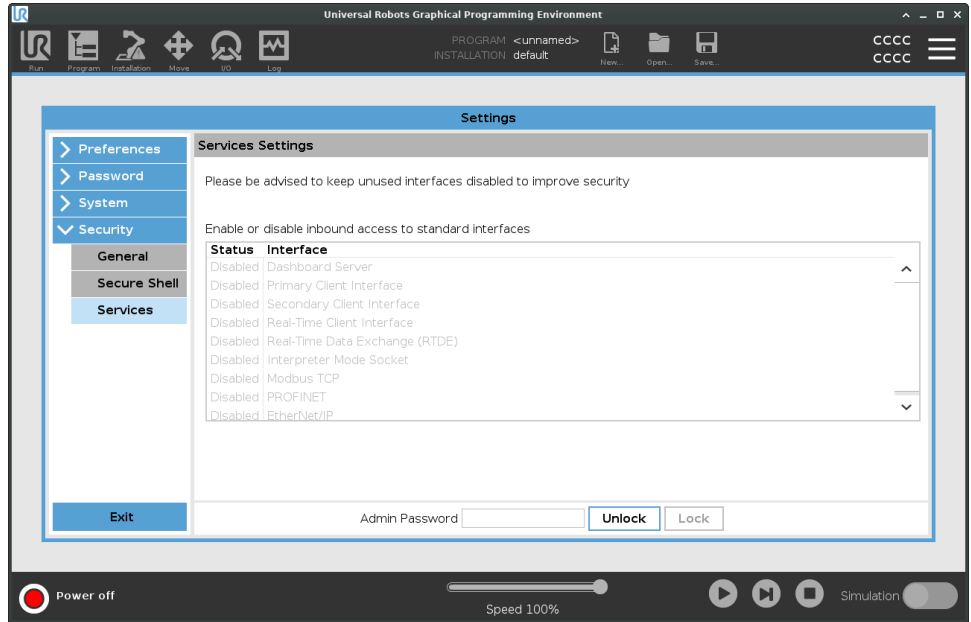 UR
Universal Robots Graphical Programming Environment
UR
Run
Program
Installation
Move
I/O
Log
PROGRAM <unnamed>
INSTALLATION default
New...
Open...
Save...
CCCC
CCCC
Settings
Preferences
Password
System
Security
General
Secure Shell
Services
Exit
Services Settings
Please be advised to keep unused interfaces disabled to improve security
Enable or disable inbound access to standard interfaces
Status Interface
Disabled Dashboard Server
Disabled Primary Client Interface
Disabled Secondary Client Interface
Disabled Real-Time Client Interface
Disabled Real-Time Data Exchange (RTDE)
Disabled Interpreter Mode Socket
Disabled Modbus TCP
Disabled PROFINET
Disabled EtherNet/IP
Admin Password Unlock Lock
Power off
Speed 100%
Simulation